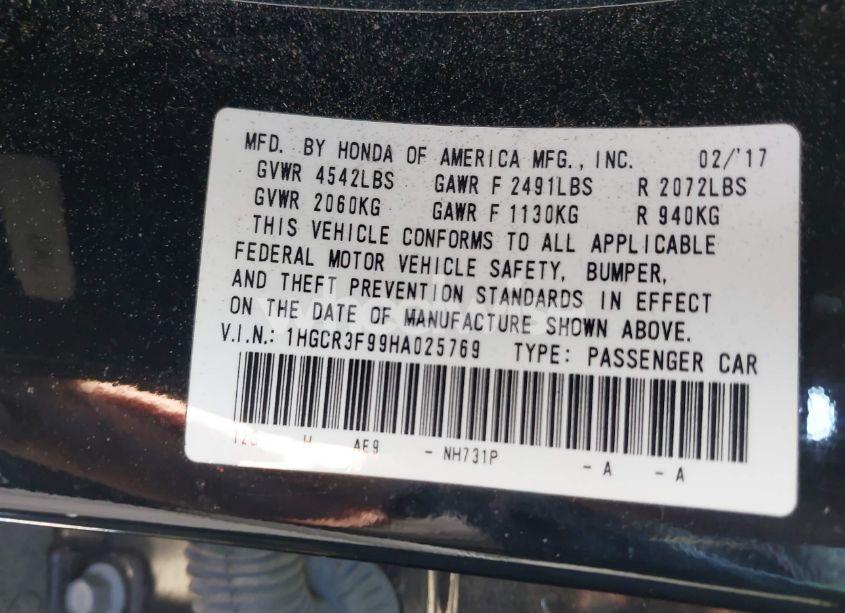 MFD. BY HONDA OF AMERICA MFG., INC. 02/'17
GVWR 4542LBS GAWR F 2491LBS R 2072LBS
GVWR 2060KG GAWR F 1130KG R 940KG
THIS VEHICLE CONFORMS TO ALL APPLICABLE
FEDERAL MOTOR VEHICLE SAFETY, BUMPER,
AND THEFT PREVENTION STANDARDS IN EFFECT
ON THE DATE OF MANUFACTURE SHOWN ABOVE.
V.I.N.: 1HGCR3F99HA025769 TYPE: PASSENGER CAR
H AE9 - NH731P - A - A